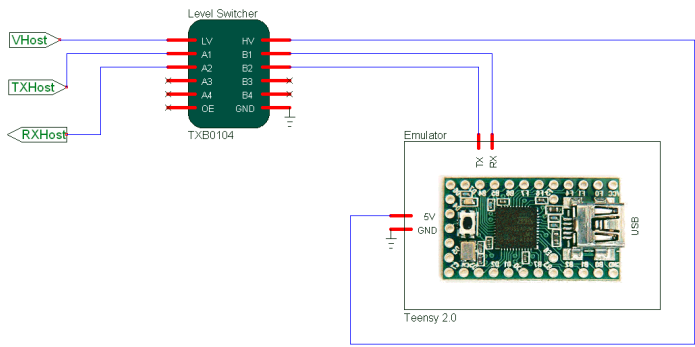 Level Switcher
VHost
LV
HV
TXHost
A1
B1
A2
B2
A3
B3
A4
B4
RXHost
OE
GND
TXB0104
Emulator
TX
RX
5V
GND
USB
Teensy 2.0